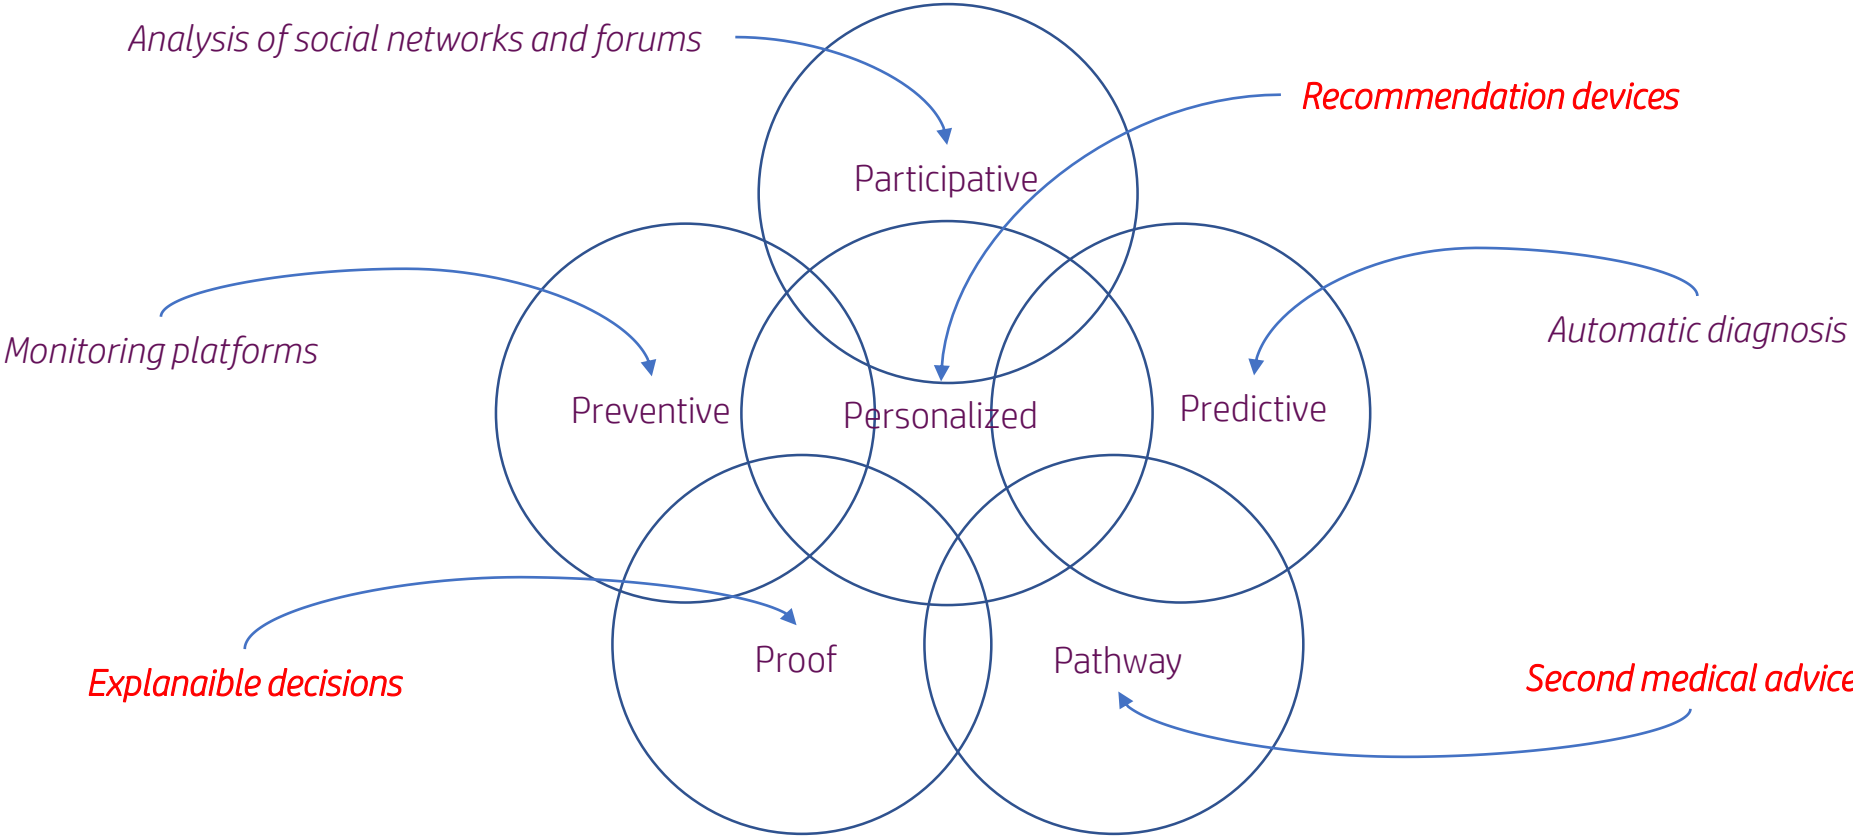 Analysis of social networks and forums
Recommendation devices
Participative
Monitoring platforms
Automatic diagnosis
Preventive
Personalized
Predictive
Explanaible decisions
Proof
Pathway
Second medical advice